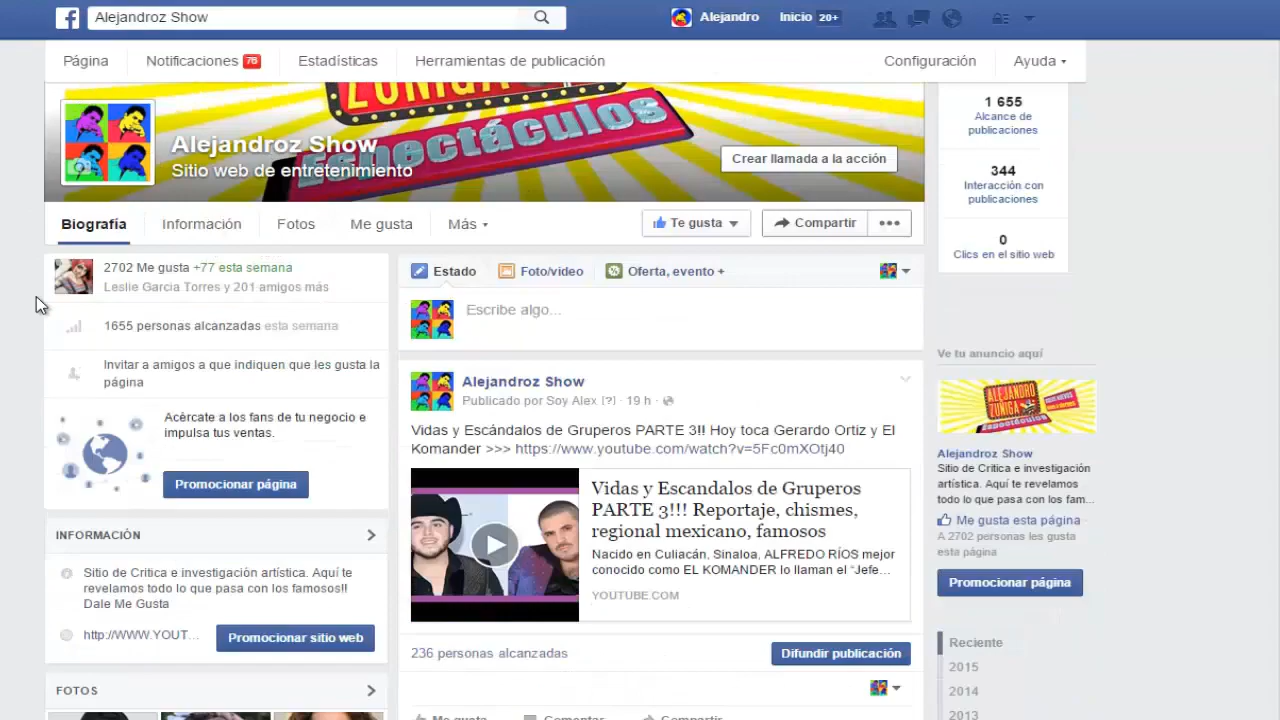 Alejandroz Show
Alejandro
Inicio 20+
Página
Notificaciones 76
Estadísticas
Herramientas de publicación
Configuración
Ayuda
ZUÑIGA
Espectáculos
Alejandroz Show
Sitio web de entretenimiento
Crear llamada a la acción
1 655
Alcance de
publicaciones
344
Interacción con
publicaciones
0
Clics en el sitio web
Biografía
Información
Fotos
Me gusta
Más
Te gusta
Compartir
2702 Me gusta +77 esta semana
Leslie Garcia Torres y 201 amigos más
1655 personas alcanzadas esta semana
Invitar a amigos a que indiquen que les gusta la
página
Acércate a los fans de tu negocio e
impulsa tus ventas.
Promocionar página
INFORMACIÓN
Sitio de Critica e investigación artística. Aquí te
revelamos todo lo que pasa con los famosos!!
Dale Me Gusta
http://WWW.YOUT...
Promocionar sitio web
FOTOS
Estado
Foto/video
Oferta, evento +
Escribe algo...
Alejandroz Show
Publicado por Soy Alex [?] · 19 h ·
Vidas y Escándalos de Gruperos PARTE 3!! Hoy toca Gerardo Ortiz y El
Komander >>> https://www.youtube.com/watch?v=5Fc0mXOtj40
Vidas y Escandalos de Gruperos
PARTE 3!!! Reportaje, chismes,
regional mexicano, famosos
Nacido en Culiacán, Sinaloa, ALFREDO RÍOS mejor
conocido como EL KOMANDER lo llaman el “Jefe...
YOUTUBE.COM
236 personas alcanzadas
Difundir publicación
Me gusta
Comentar
Compartir
Ve tu anuncio aquí
ALEJANDRO
ZUÑIGA
Espectáculos
Alejandroz Show
Sitio de Critica e investigación
artística. Aquí te revelamos
todo lo que pasa con los fam...
Me gusta esta página
A 2702 personas les gusta
esta página
Promocionar página
Reciente
2015
2014
2013